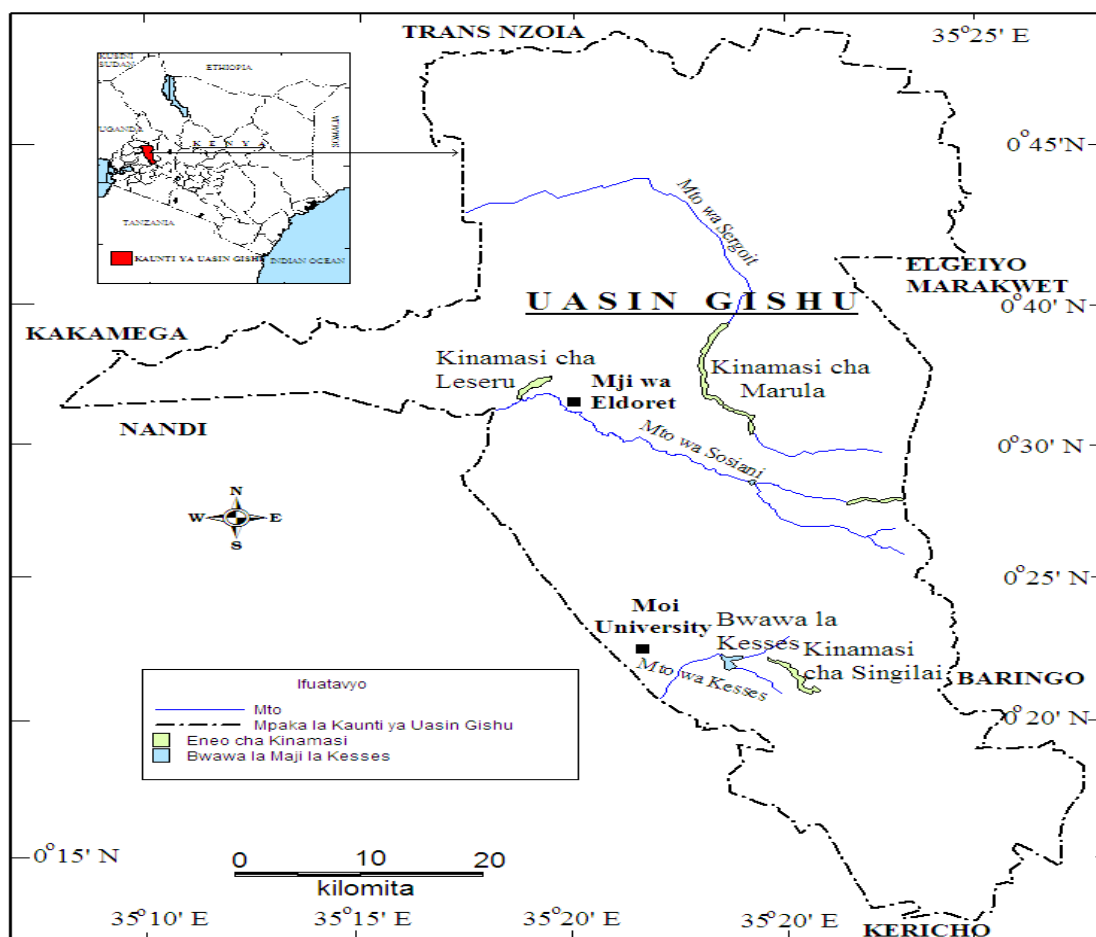 TRANS NZOIA
35°25' E
KUSINI
SUDAN
ETHIOPIA
UGANDA
KENYA
TANZANIA
KAUNTI YA UASIN GISHU
INDIAN OCEAN
0°45'N
Mto wa Sergoit
ELGEIYO
MARAKWET
UASIN GISHU
0°40' N
KAKAMEGA
Kinamasi cha
Leseru
Mji wa
Eldoret
Kinamasi cha
Marula
NANDI
Mto wa Sosiani
0°30' N
N
W
E
S
0°25' N
Moi
University
Bwawa la
Kesses
Kinamasi
cha Singilai
Mto wa Kesses
BARINGO
0°20' N
Ifuatavyo
Mto
Mpaka la Kaunti ya Uasin Gishu
Eneo cha Kinamasi
Bwawa la Maji la Kesses
0°15' N
0 10 20
kilomita
35°10' E
35°15' E
35°20' E
35°20' E
KERICHO